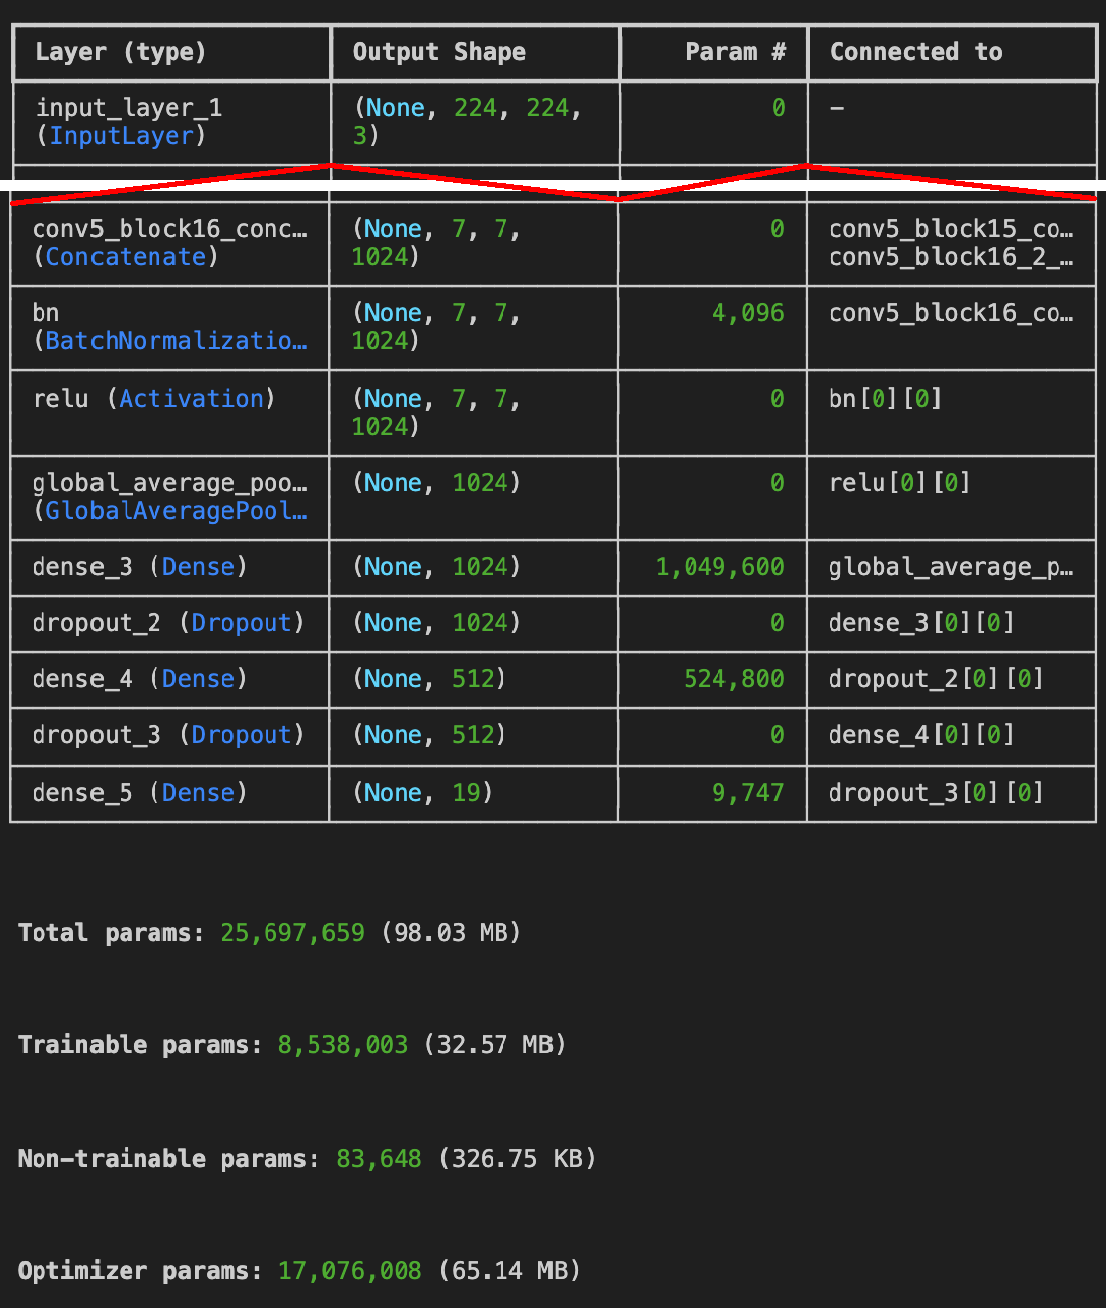 Layer (type) Output Shape Param # Connected to
input_layer_1 (None, 224, 224, 0 –
(InputLayer) 3)
conv5_block16_conc… (None, 7, 7, 0 conv5_block15_co…
(Concatenate) 1024) conv5_block16_2_…
bn (None, 7, 7, 4,096 conv5_block16_co…
(BatchNormalizatio… 1024)
relu (Activation) (None, 7, 7, 0 bn[0][0]
1024)
global_average_poo… (None, 1024) 0 relu[0][0]
(GlobalAveragePool…
dense_3 (Dense) (None, 1024) 1,049,600 global_average_p…
dropout_2 (Dropout) (None, 1024) 0 dense_3[0][0]
dense_4 (Dense) (None, 512) 524,800 dropout_2[0][0]
dropout_3 (Dropout) (None, 512) 0 dense_4[0][0]
dense_5 (Dense) (None, 19) 9,747 dropout_3[0][0]
Total params: 25,697,659 (98.03 MB)
Trainable params: 8,538,003 (32.57 MB)
Non-trainable params: 83,648 (326.75 KB)
Optimizer params: 17,076,008 (65.14 MB)